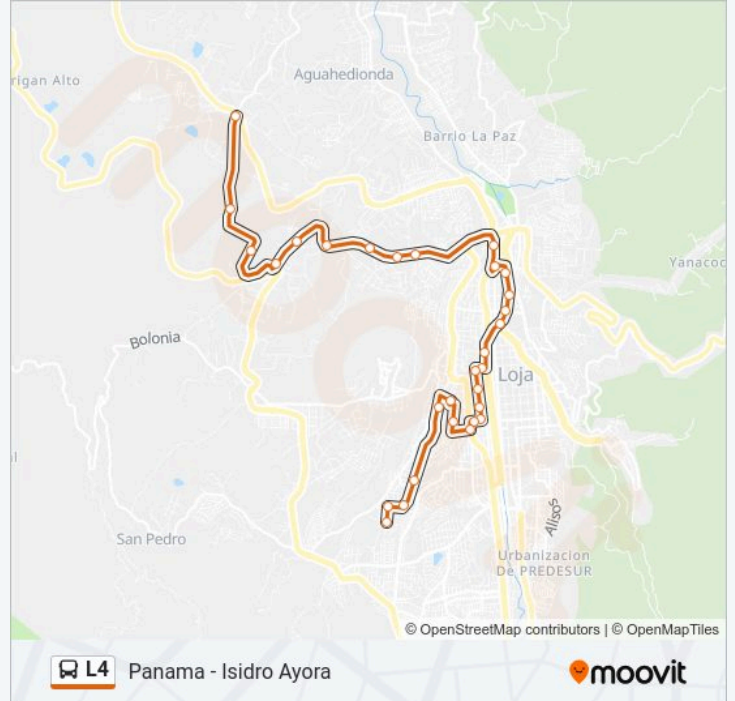 Aguahedionda
rigan Alto
Barrio La Paz
Yanacoc
Bolonia
Loja
l
San Pedro
Alisos
Urbanizacion
De PREDESUR
© OpenStreetMap contributors | © OpenMapTiles
L4 Panama - Isidro Ayora
moovit